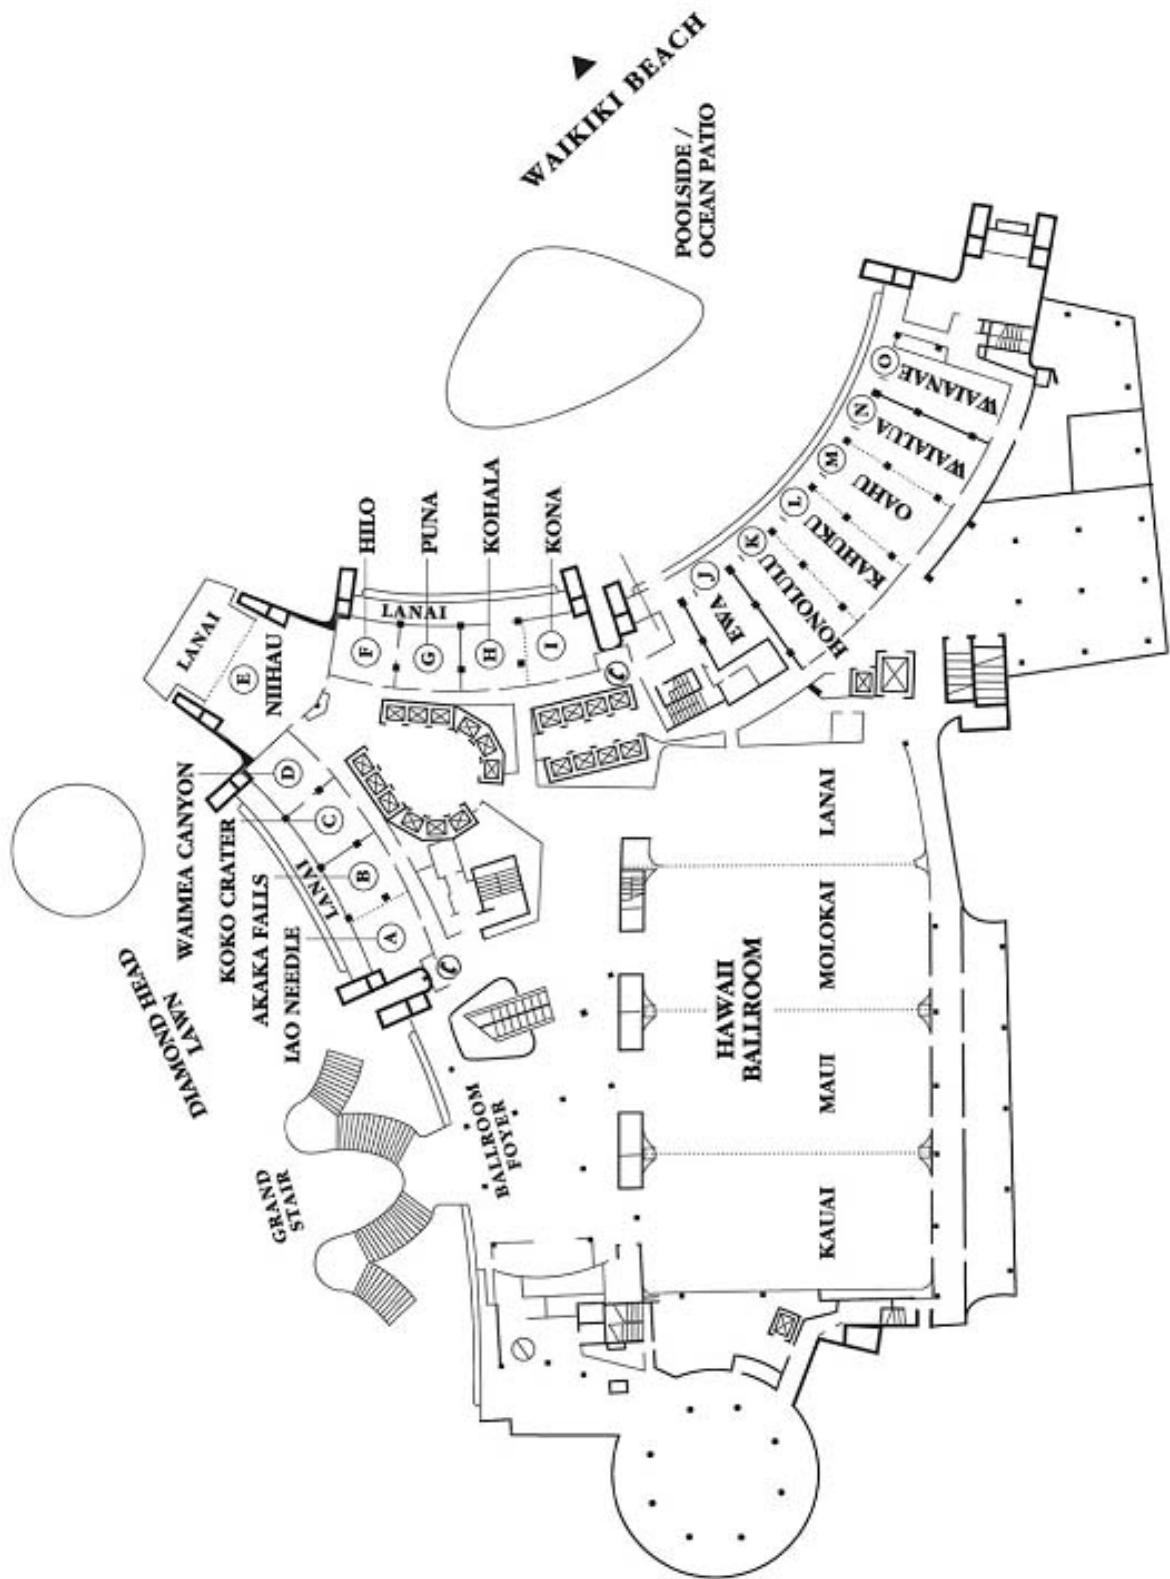 WAIKIKI BEACH
POOLSIDE /
OCEAN PATIO
HILO
PUNA
KOHALA
KONA
LANAI
F
G
H
I
LANAI
E
NIIHAU
WAIMEA CANYON
KOKO CRATER
AKAKA FALLS
IAO NEEDLE
D
C
B
A
LANAI
DIAMOND HEAD
LAWN
GRAND
STAIR
BALLROOM
FOYER
J
K
L
M
N
O
EWA
HONOLULU
KAHUKU
OAHU
WAIALUA
WAIANAE
HAWAII
BALLROOM
KAUAI
MAUI
MOLOKAI
LANAI